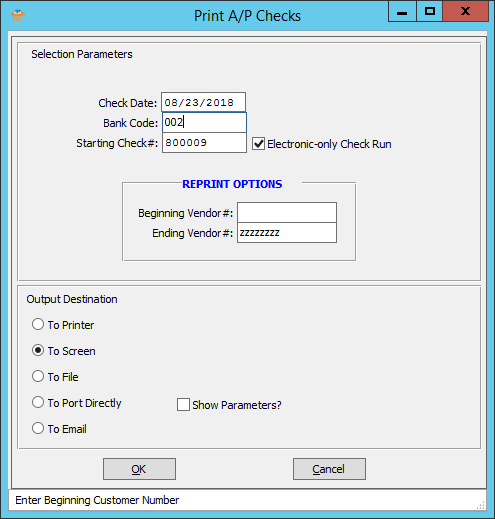 Print A/P Checks
Selection Parameters
Check Date: 08/23/2018
Bank Code: 002
Starting Check#: 800009 Electronic-only Check Run
REPRINT OPTIONS
Beginning Vendor#:
Ending Vendor#: zzzzzzzz
Output Destination
To Printer
To Screen
To File
To Port Directly Show Parameters?
To Email
OK Cancel
Enter Beginning Customer Number